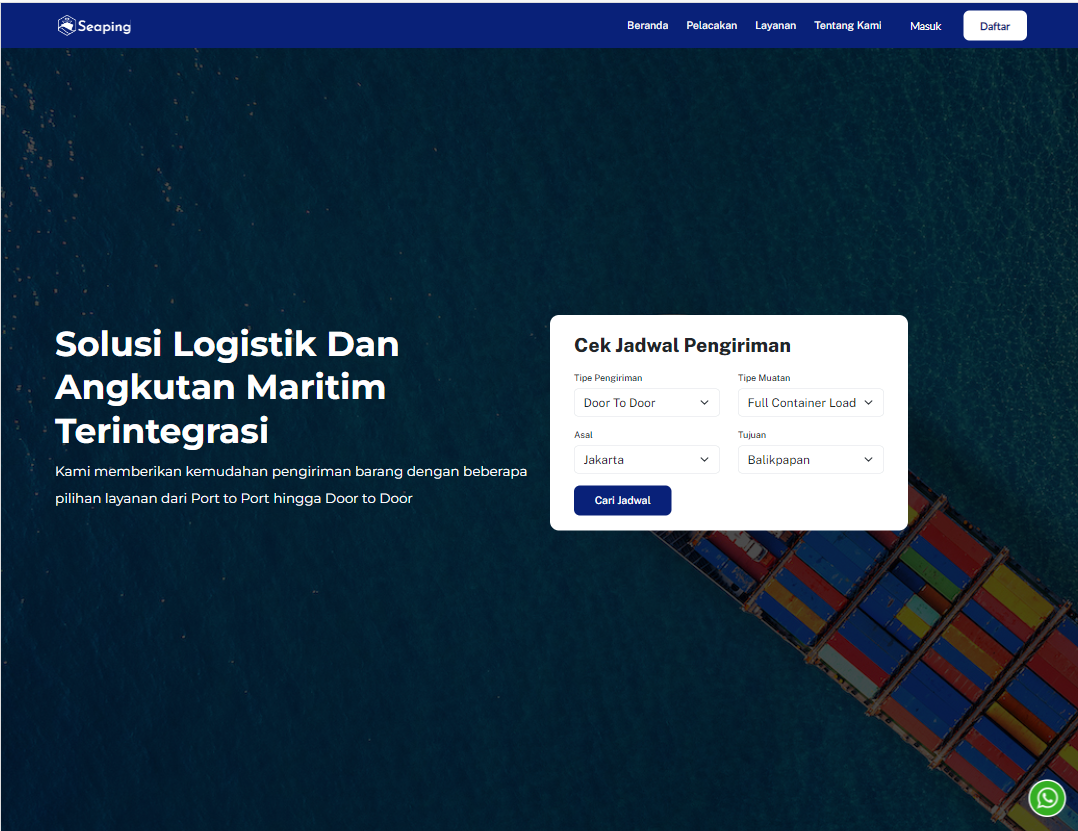 Seaping
Beranda Pelacakan Layanan Tentang Kami Masuk Daftar
Solusi Logistik Dan
Angkutan Maritim
Terintegrasi
Kami memberikan kemudahan pengiriman barang dengan beberapa
pilihan layanan dari Port to Port hingga Door to Door
Cek Jadwal Pengiriman
Tipe Pengiriman Tipe Muatan
Door To Door Full Container Load
Asal Tujuan
Jakarta Balikpapan
Cari Jadwal